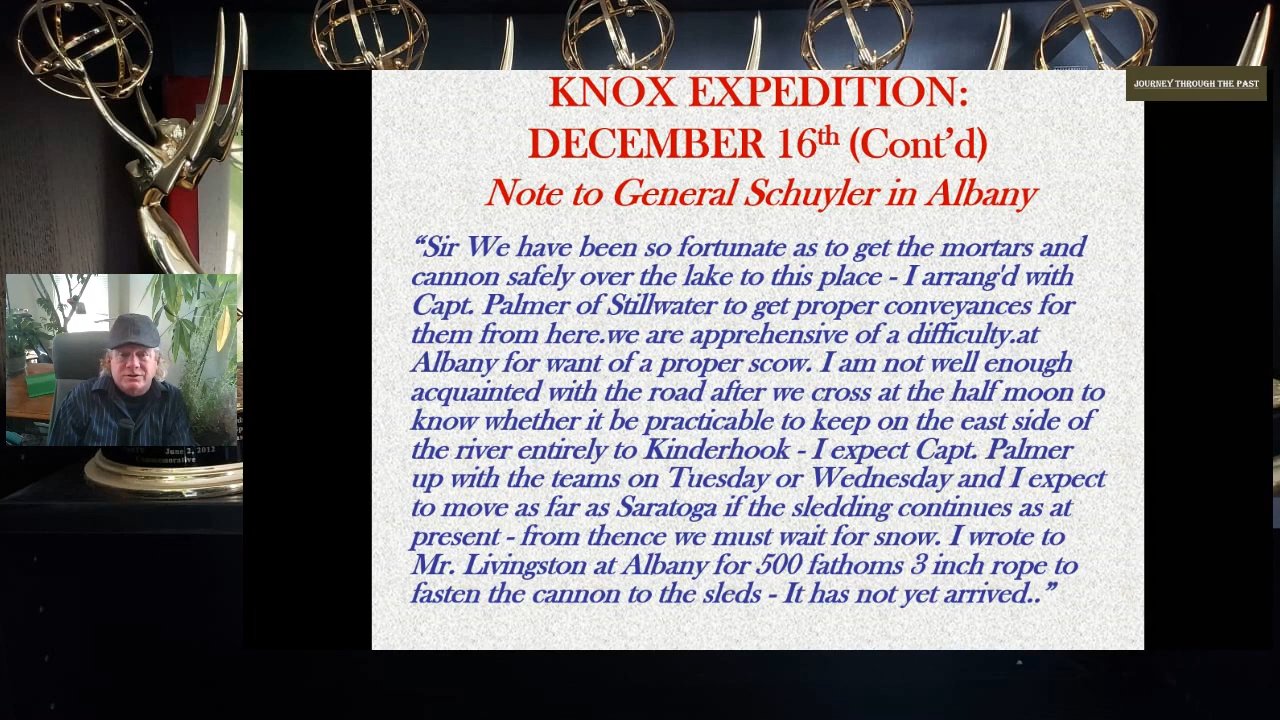 JOURNEY THROUGH THE PAST
KNOX EXPEDITION:
DECEMBER 16th (Cont'd)
Note to General Schuyler in Albany
“Sir We have been so fortunate as to get the mortars and
cannon safely over the lake to this place - I arrang'd with
Capt. Palmer of Stillwater to get proper conveyances for
them from here.we are apprehensive of a difficulty.at
Albany for want of a proper scow. I am not well enough
acquainted with the road after we cross at the half moon to
know whether it be practicable to keep on the east side of
the river entirely to Kinderhook - I expect Capt. Palmer
up with the teams on Tuesday or Wednesday and I expect
to move as far as Saratoga if the sledding continues as at
present - from thence we must wait for snow. I wrote to
Mr. Livingston at Albany for 500 fathoms 3 inch rope to
fasten the cannon to the sleds - It has not yet arrived..”
June 2, 2012
Commemorative